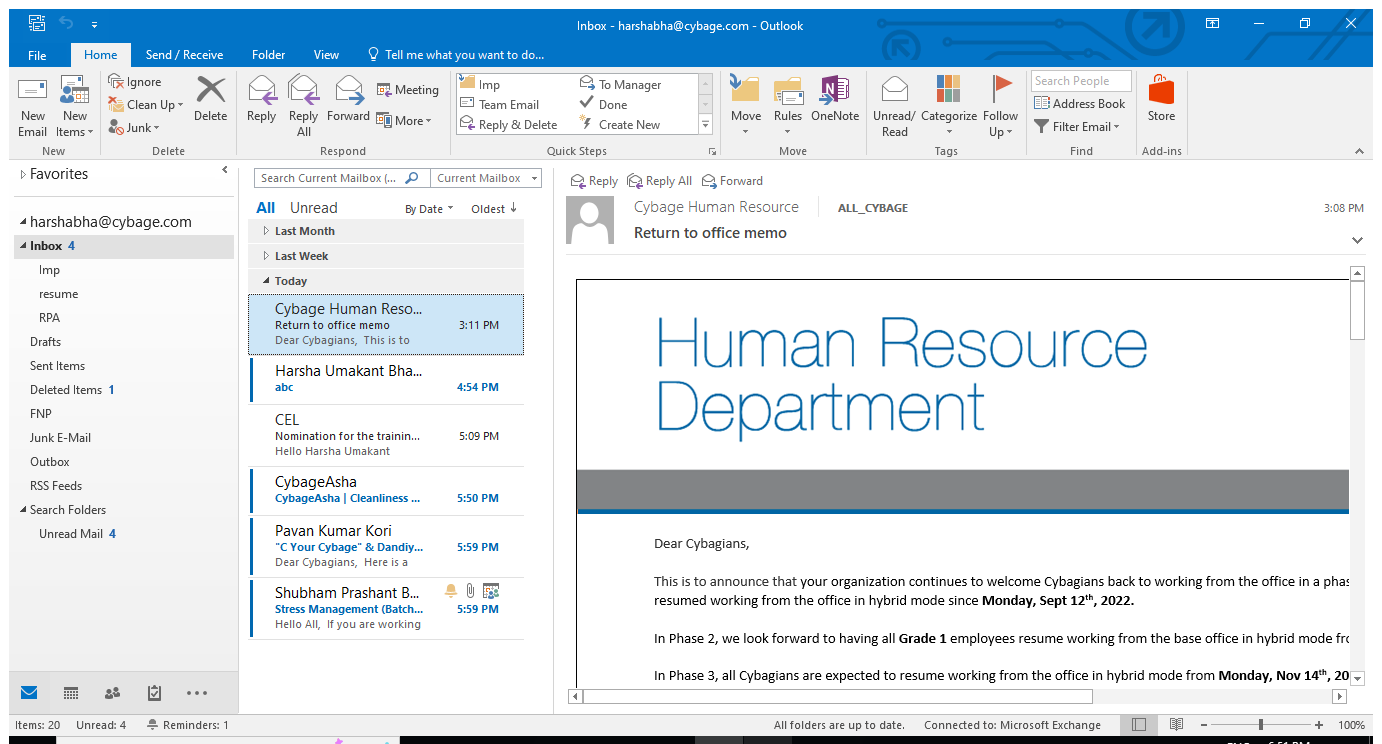 Inbox - harshabha@cybage.com - Outlook
File Home Send / Receive Folder View Tell me what you want to do...
New Email
New Items
Ignore
Clean Up
Junk
Delete
Reply
Reply All
Forward
Meeting
More
Imp
Team Email
Reply & Delete
To Manager
Done
Create New
Move
Rules
OneNote
Unread/ Read
Categorize
Follow Up
Search People
Address Book
Filter Email
Store
New Delete Respond Quick Steps Move Tags Find Add-ins
Favorites
harshabha@cybage.com
Inbox 4
Imp
resume
RPA
Drafts
Sent Items
Deleted Items 1
FNP
Junk E-Mail
Outbox
RSS Feeds
Search Folders
Unread Mail 4
Search Current Mailbox (... Current Mailbox
All Unread By Date Oldest
Last Month
Last Week
Today
Cybage Human Reso...
Return to office memo 3:11 PM
Dear Cybagians, This is to
Harsha Umakant Bha...
abc 4:54 PM
CEL
Nomination for the trainin... 5:09 PM
Hello Harsha Umakant
CybageAsha
CybageAsha | Cleanliness ... 5:50 PM
Pavan Kumar Kori
"C Your Cybage" & Dandiy... 5:59 PM
Dear Cybagians, Here is a
Shubham Prashant B...
Stress Management (Batch... 5:59 PM
Hello All, If you are working
Reply Reply All Forward
Cybage Human Resource ALL_CYBAGE 3:08 PM
Return to office memo
Human Resource
Department
Dear Cybagians,
This is to announce that your organization continues to welcome Cybagians back to working from the office in a phas
resumed working from the office in hybrid mode since Monday, Sept 12th, 2022.
In Phase 2, we look forward to having all Grade 1 employees resume working from the base office in hybrid mode fro
In Phase 3, all Cybagians are expected to resume working from the office in hybrid mode from Monday, Nov 14th, 20
Items: 20 Unread: 4 Reminders: 1 All folders are up to date. Connected to: Microsoft Exchange 100%